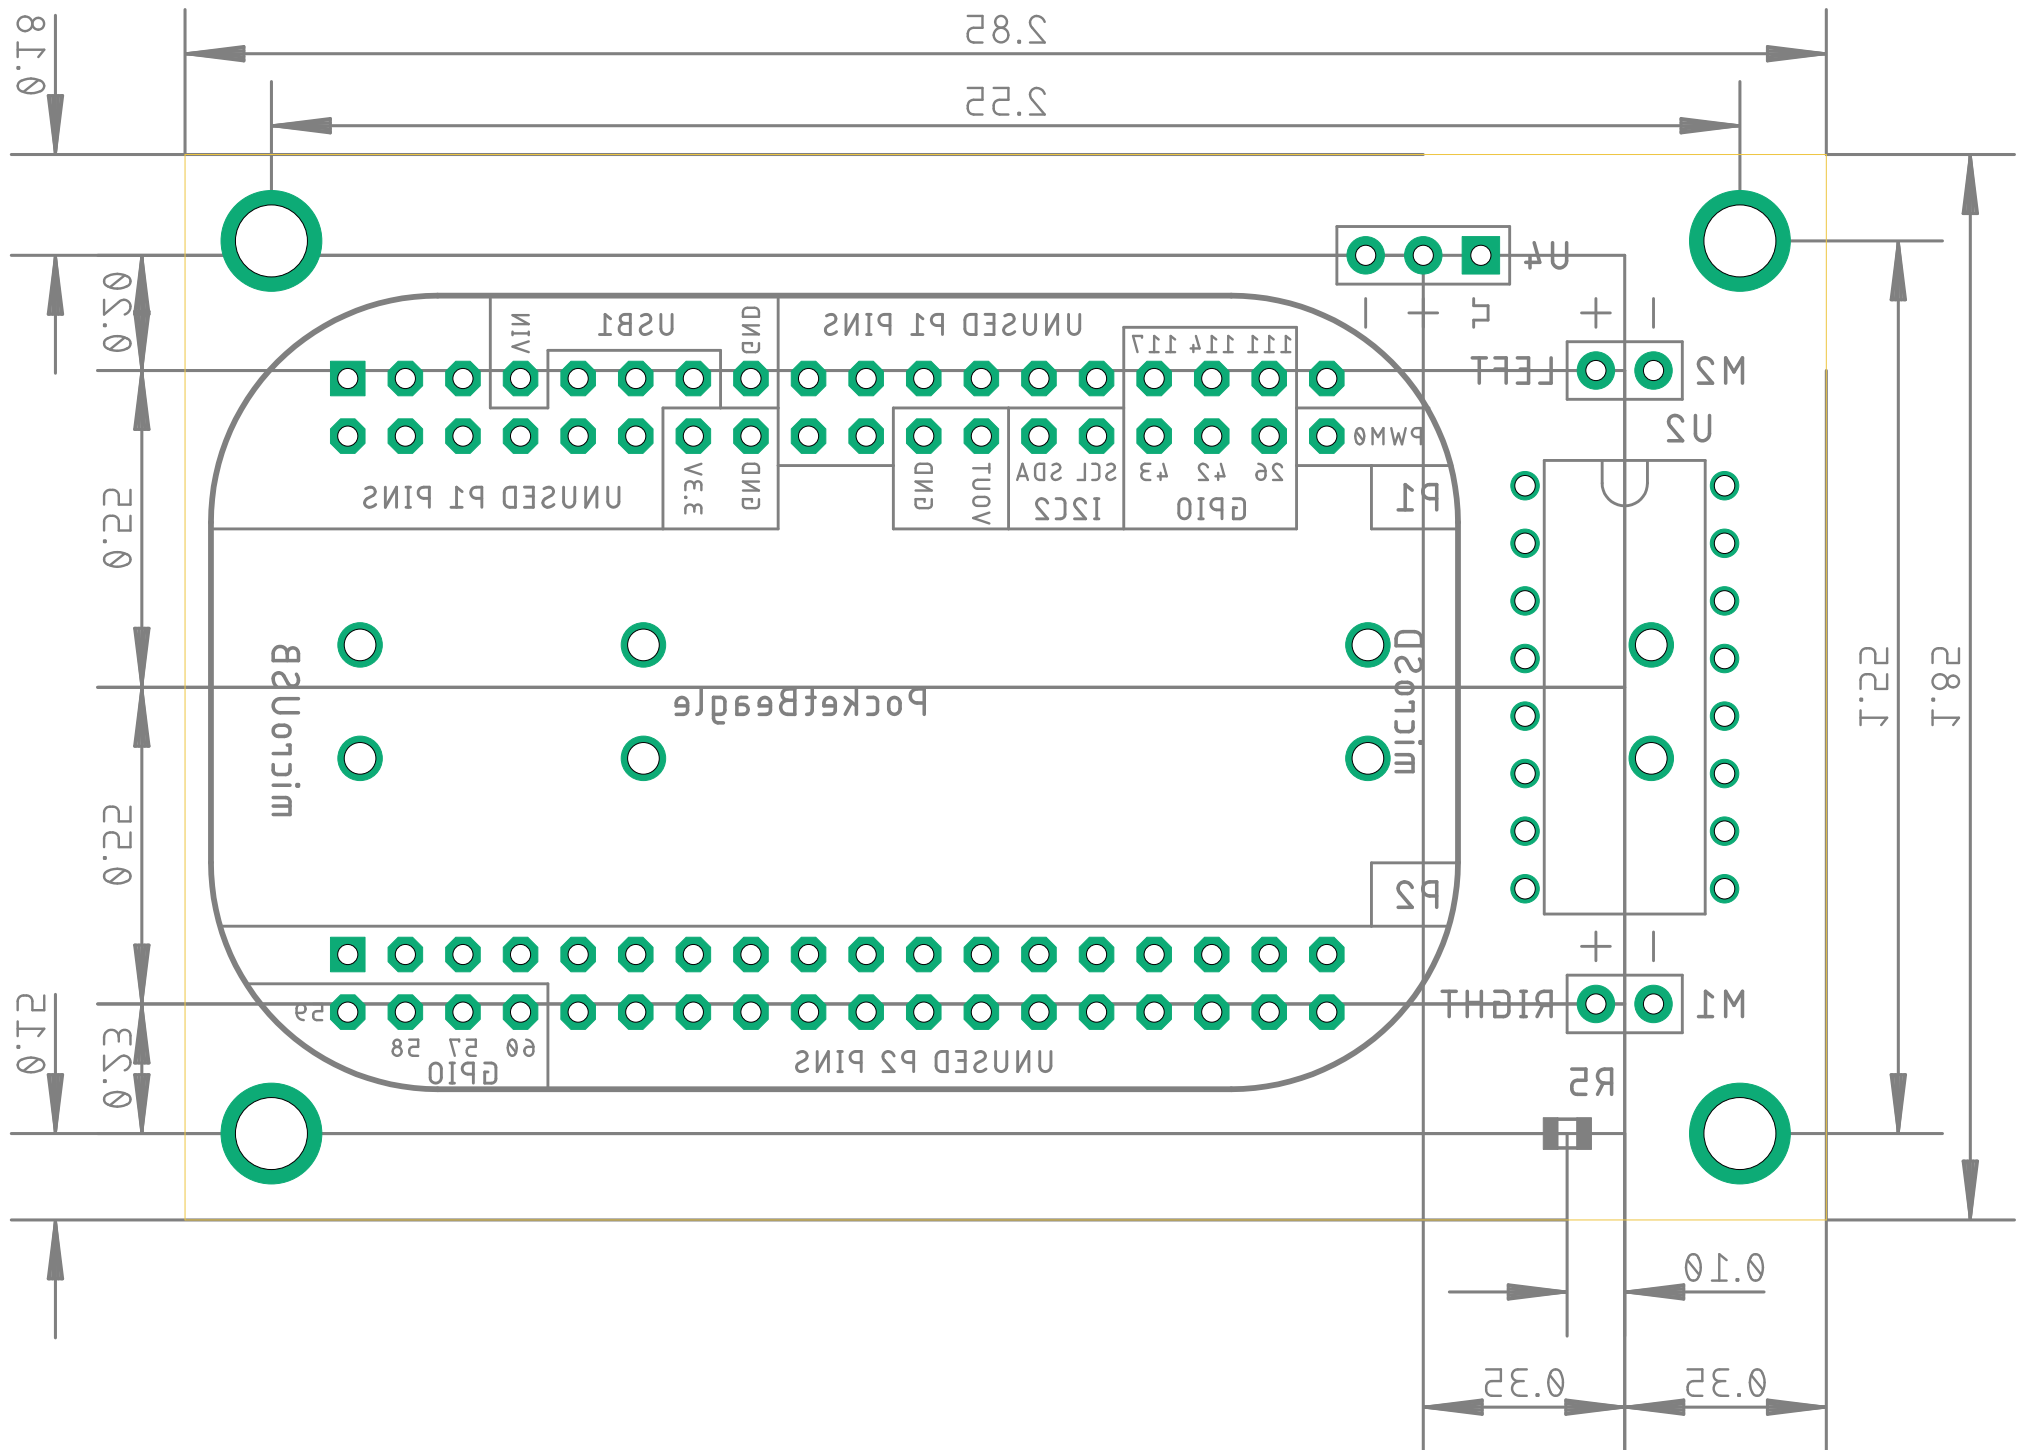 2.85
2.55
0.18
0.20
0.55
0.55
0.23
0.15
U4
− +
+ −
VIN
USB1
GND
UNUSED P1 PINS
111 114 117
LEFT
M2
U2
PWM0
UNUSED P1 PINS
3.3V
GND
GND
VOUT
SDA SCL
I2C2
43 42 26
GPIO
P1
microUSB
PocketBeagle
microSD
1.55
1.85
P2
+ −
RIGHT
M1
59
58 57 60
GPIO
UNUSED P2 PINS
R5
0.10
0.35
0.35